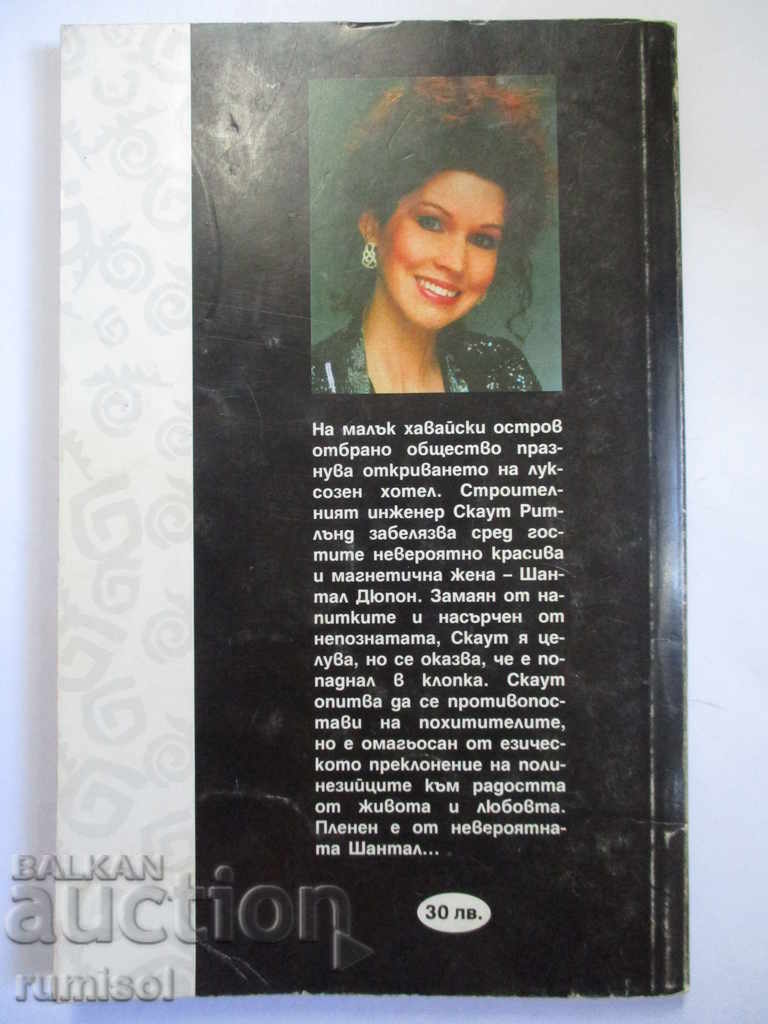 На малък хавайски остров
отбрано общество праз-
нува откриването на лук-
созен хотел. Строител-
ният инженер Скаут Рит-
лънд забелязва сред гос-
тите невероятно красива
и магнетична жена – Шан-
тал Дюпон. Замаян от на-
питките и насърчен от
непознатата, Скаут я це-
лува, но се оказва, че е по-
паднал в клопка. Скаут
опитва да се противопос-
тави на похитителите,
но е омагьосан от езичес-
кото преклонение на поли-
незийците към радостта
от живота и любовта.
Пленен е от невероятна-
та Шантал...
30 лв.
BALKAN
auction
rumisol